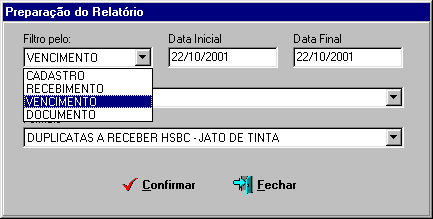 Preparação do Relatório
Filtro pelo: Data Inicial Data Final
VENCIMENTO 22/10/2001 22/10/2001
CADASTRO
RECEBIMENTO
VENCIMENTO
DOCUMENTO
DUPLICATAS A RECEBER HSBC - JATO DE TINTA
Confirmar Fechar